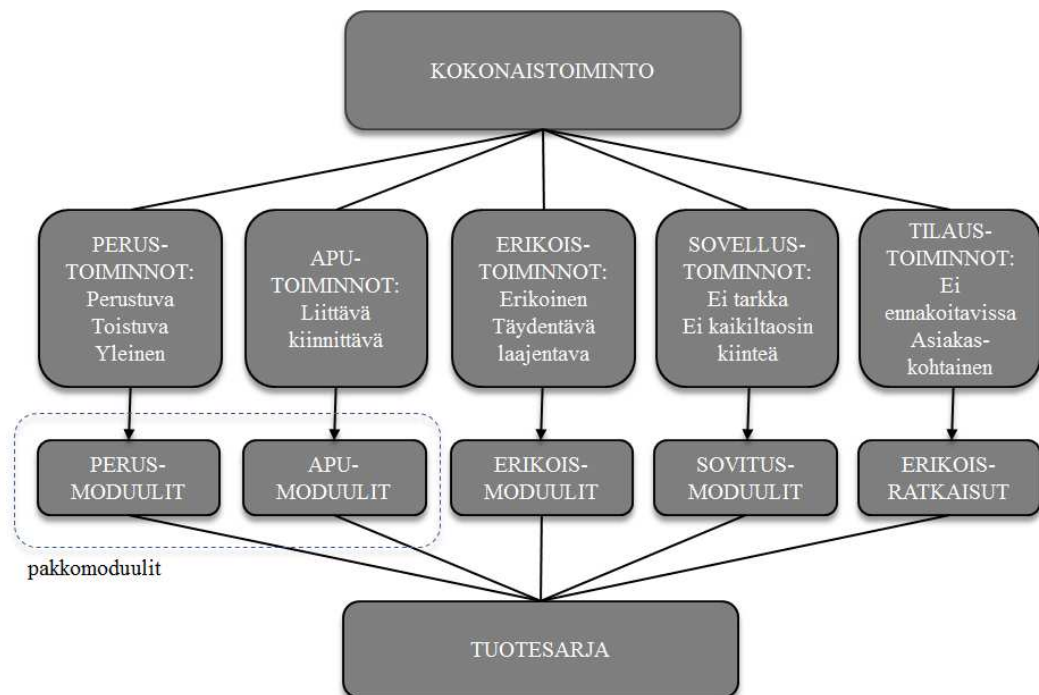 KOKONAISTOIMINTO
PERUS-
TOIMINNOT:
Perustuva
Toistuva
Yleinen
APU-
TOIMINNOT:
Liittävä
kiinnittävä
ERIKOIS-
TOIMINNOT:
Erikoinen
Täydentävä
laajentava
SOVELLUS-
TOIMINNOT:
Ei tarkka
Ei kaikiltaosin
kiinteä
TILAUS-
TOIMINNOT:
Ei
ennakoitavissa
Asiakas-
kohtainen
PERUS-
MODUULIT
APU-
MODUULIT
ERIKOIS-
MODUULIT
SOVITUS-
MODUULIT
ERIKOIS-
RATKAISUT
pakkomoduulit
TUOTESARJA